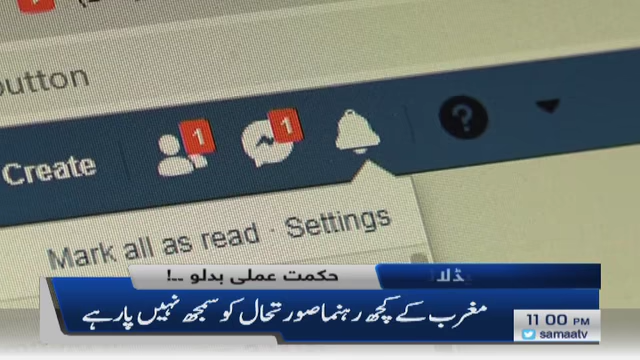 button
Create
1
1
?
Mark all as read · Settings
حکمت عملی بدلو ..!
مغرب کے کچھ رہنما صورتحال کو سمجھ نہیں پا رہے
11 00 PM
samaatv